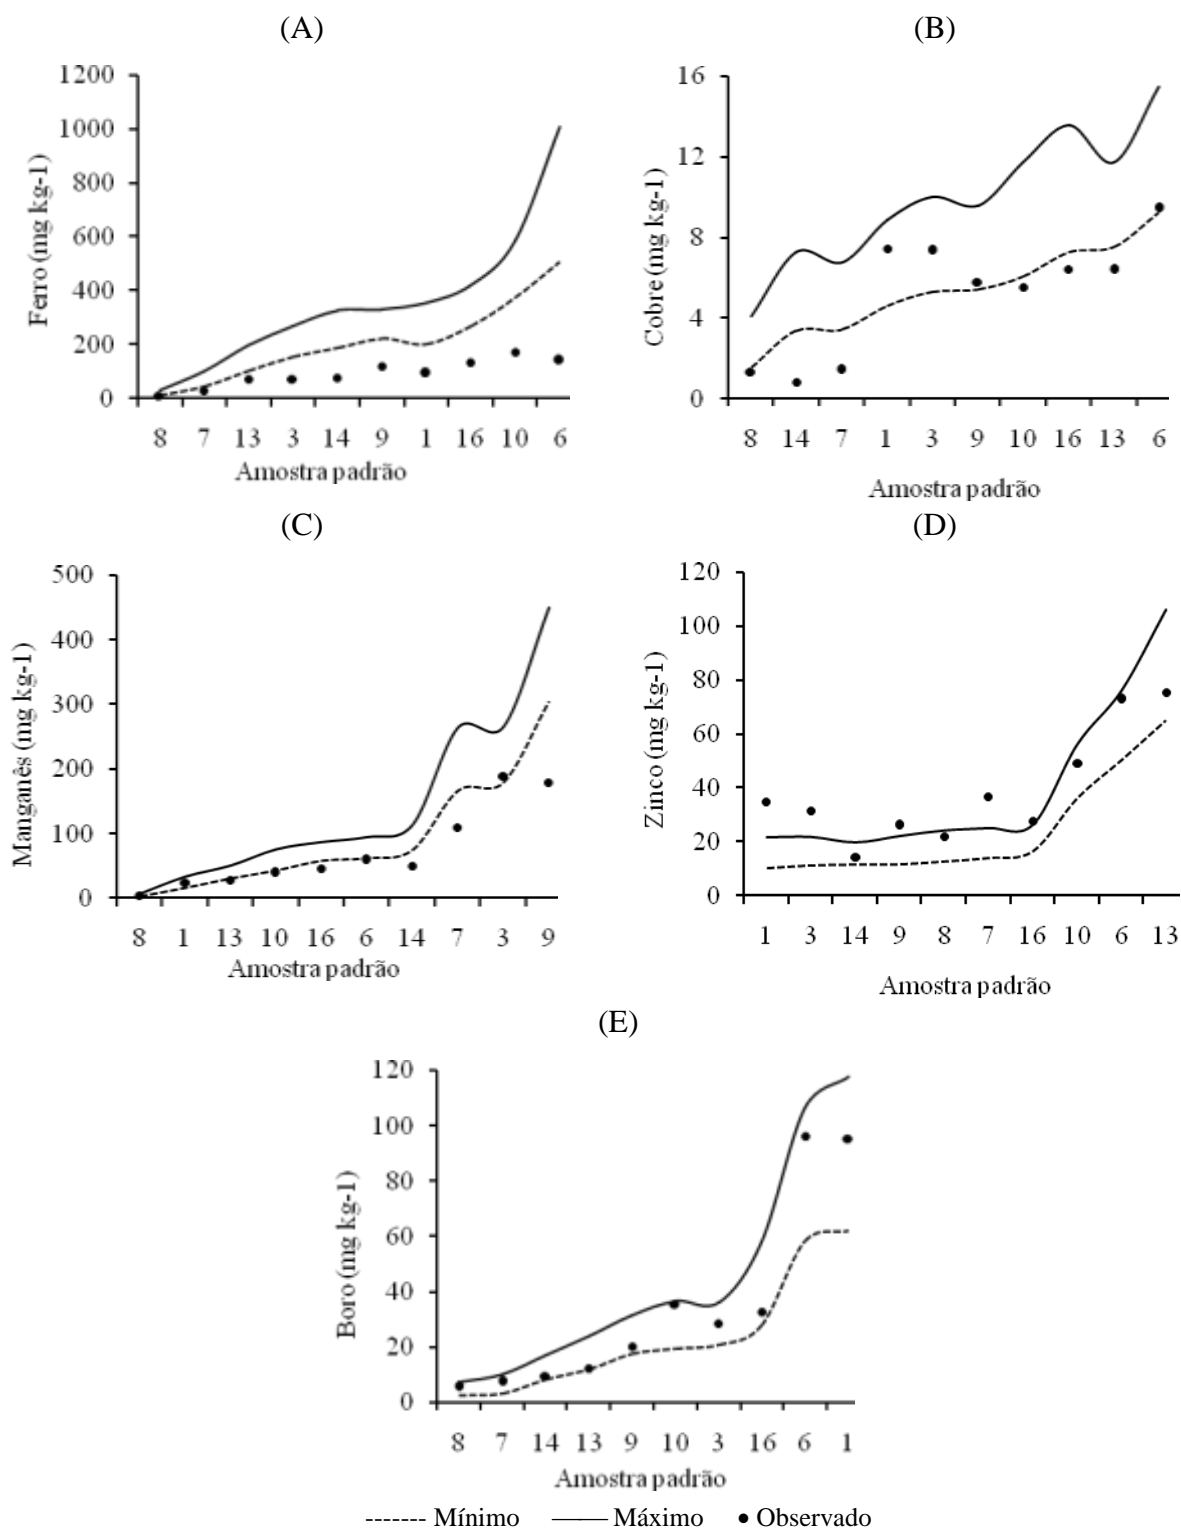 (A)
1200
1000
800
600
400
200
0
Ferro (mg kg-1)
8 7 13 3 14 9 1 16 10 6
Amostra padrão
(B)
16
12
8
4
0
Cobre (mg kg-1)
8 14 7 1 3 9 10 16 13 6
Amostra padrão
(C)
500
400
300
200
100
0
Manganês (mg kg-1)
8 1 13 10 16 6 14 7 3 9
Amostra padrão
(D)
120
100
80
60
40
20
0
Zinco (mg kg-1)
1 3 14 9 8 7 16 10 6 13
Amostra padrão
(E)
120
100
80
60
40
20
0
Boro (mg kg-1)
8 7 14 13 9 10 3 16 6 1
Amostra padrão
Mínimo Máximo Observado